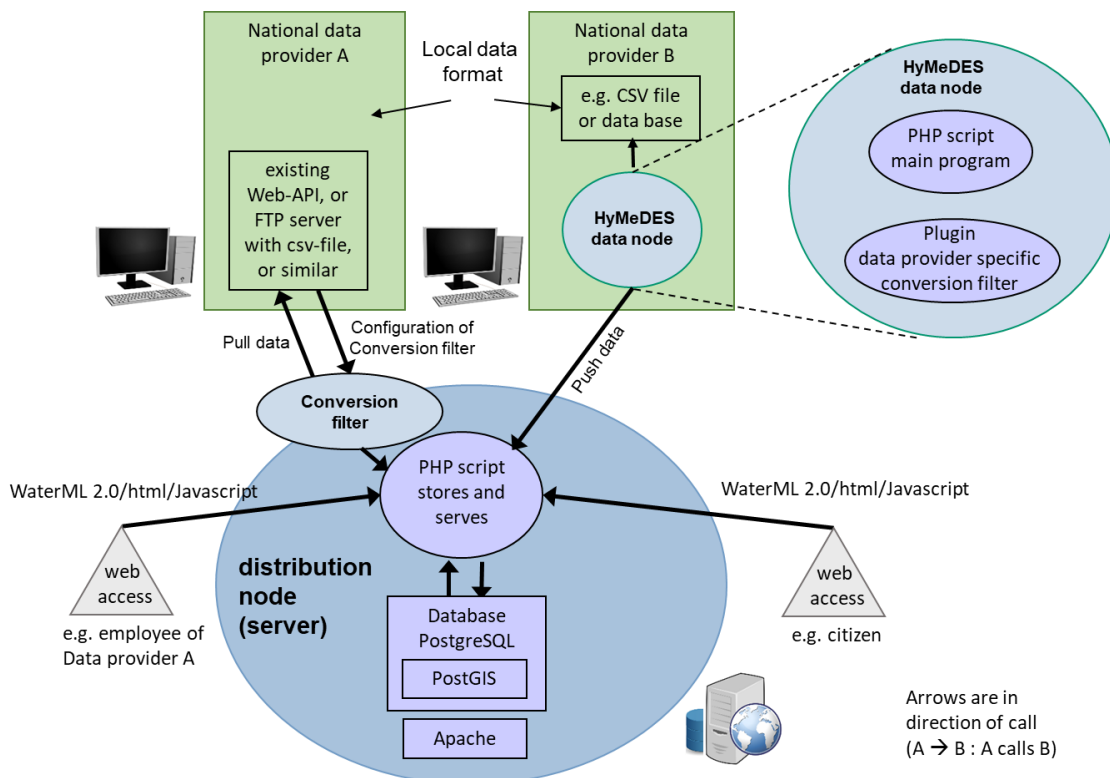 National data
provider A
Local data
format
National data
provider B
e.g. CSV file
or data base
HyMeDES
data node
PHP script
main program
Plugin
data provider specific
conversion filter
existing
Web-API, or
FTP server
with csv-file,
or similar
HyMeDES
data node
Pull data
Configuration of
Conversion filter
Push data
Conversion
filter
PHP script
stores and
serves
WaterML 2.0/html/Javascript
WaterML 2.0/html/Javascript
web
access
e.g. employee of
Data provider A
distribution
node
(server)
web
access
e.g. citizen
Database
PostgreSQL
PostGIS
Apache
Arrows are in
direction of call
(A → B : A calls B)